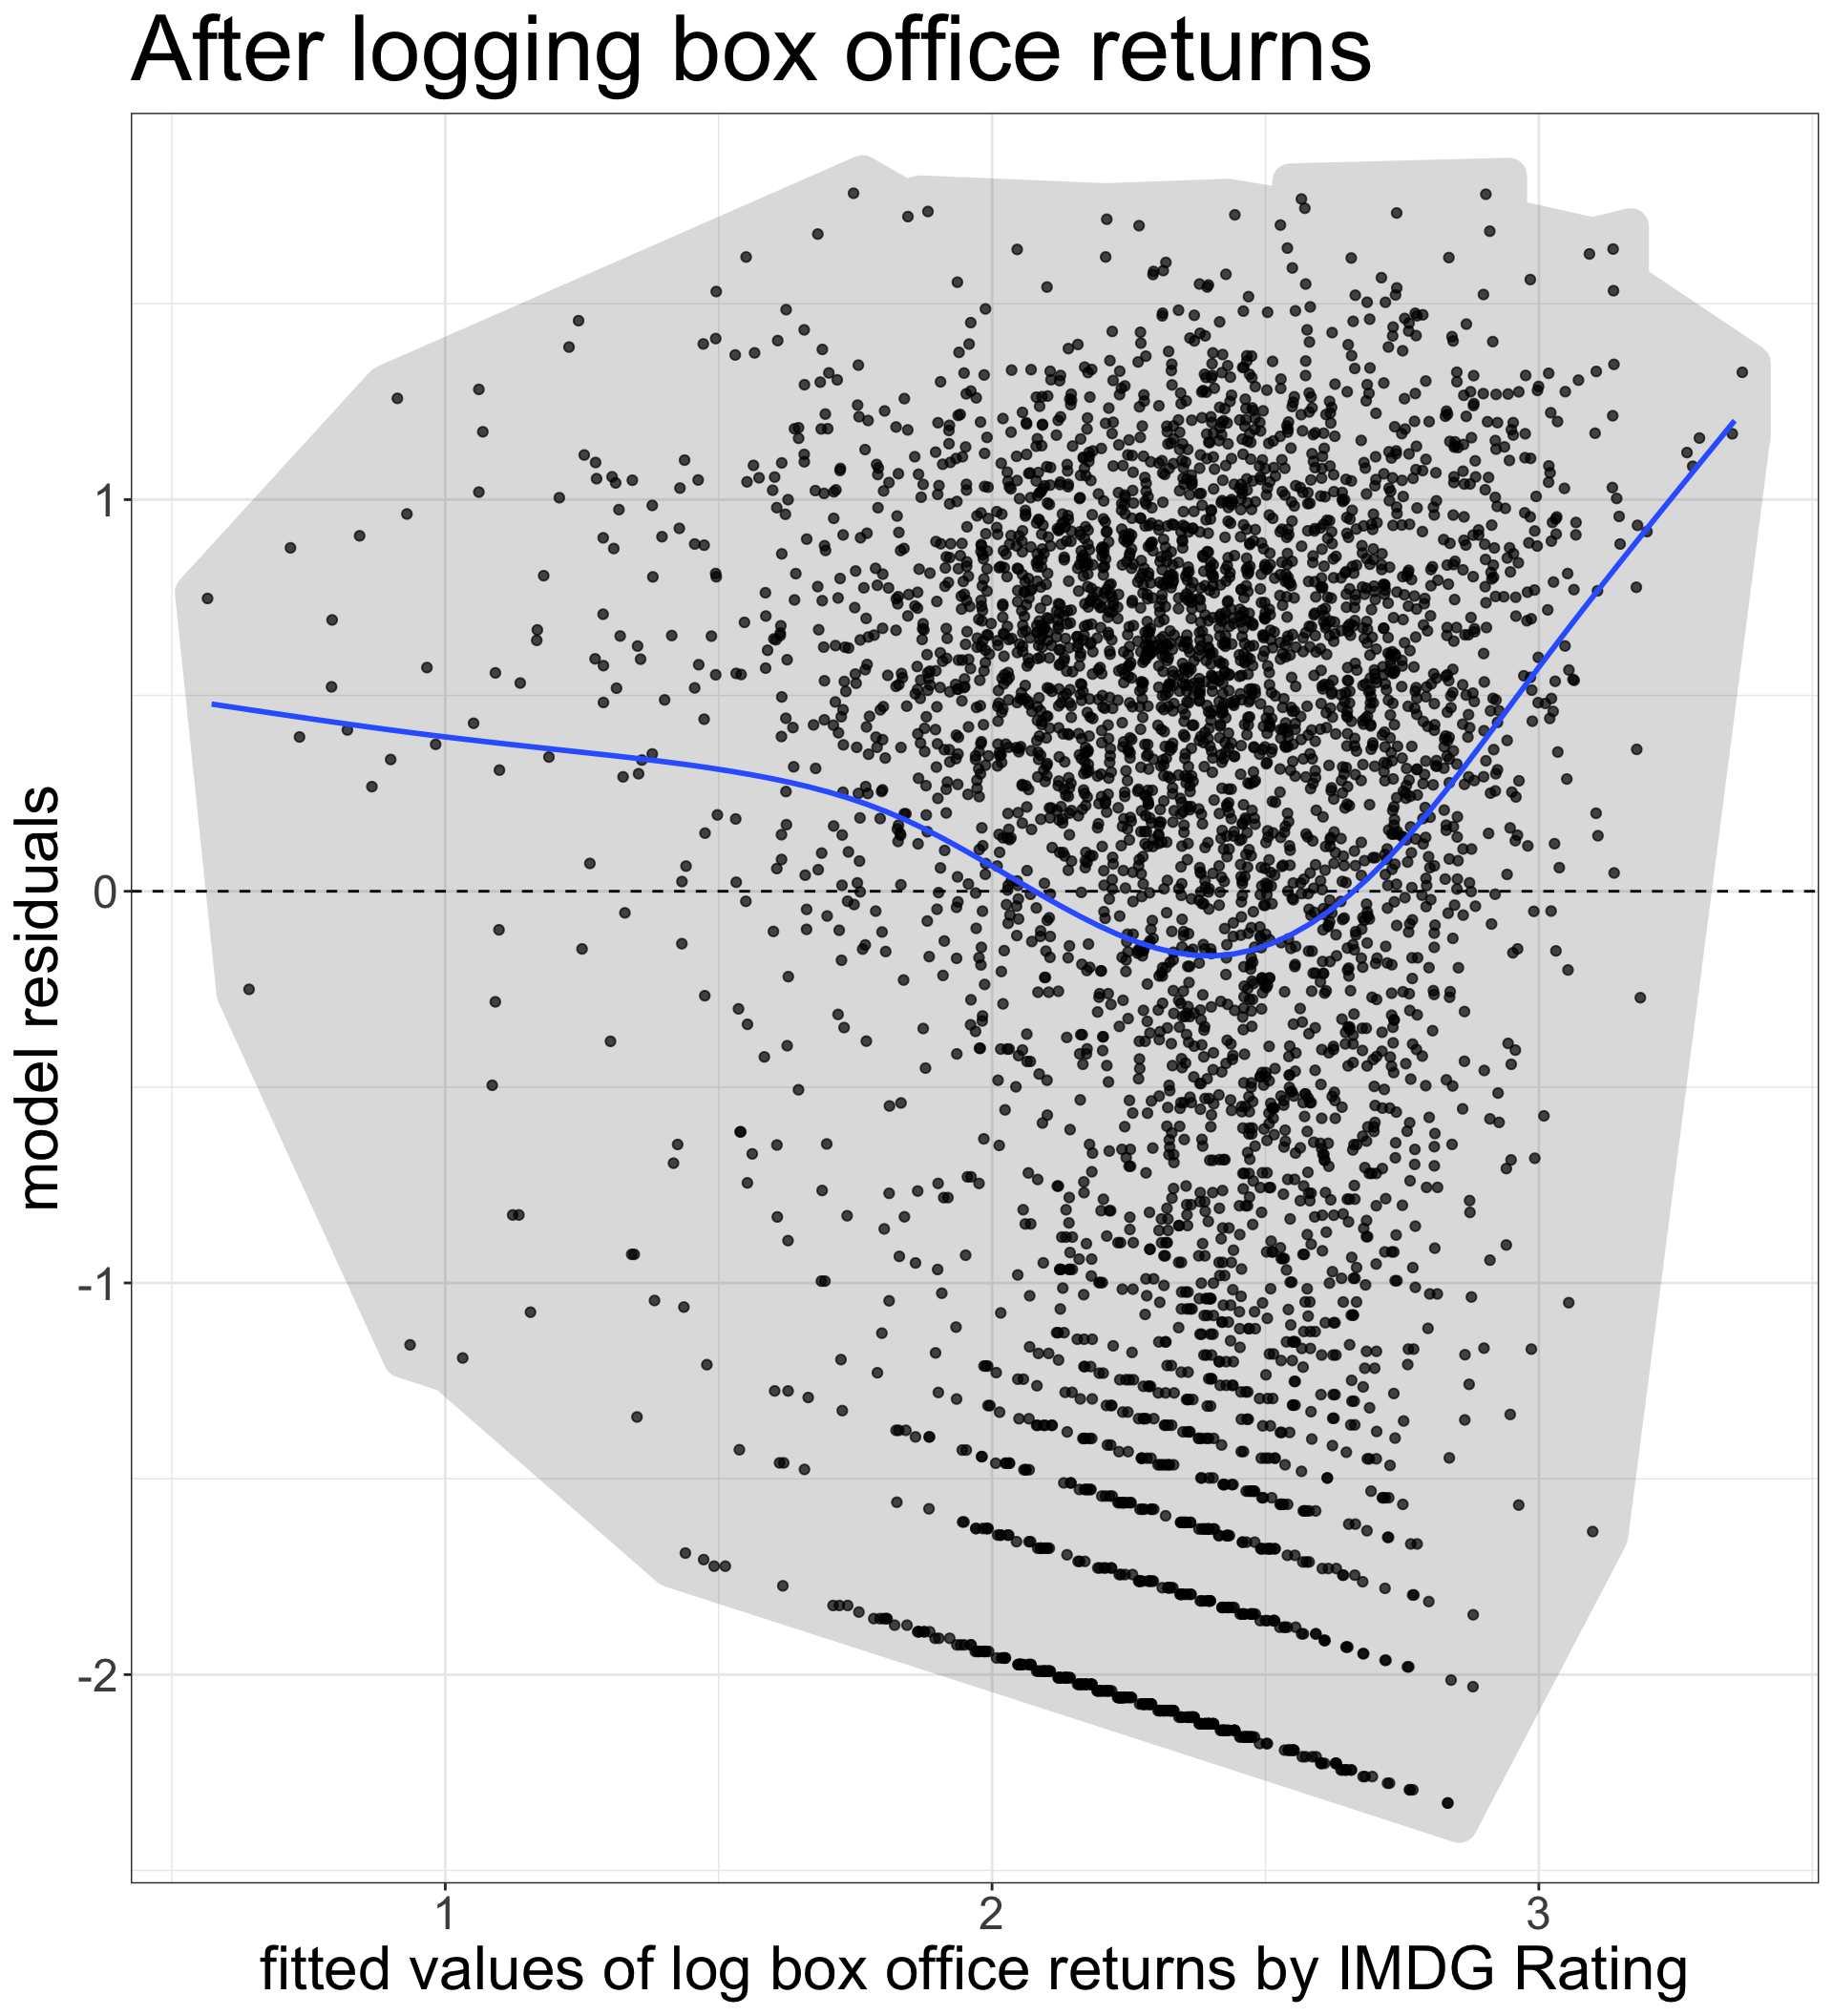 After logging box office returns
model residuals
1
0
-1
-2
1
2
3
fitted values of log box office returns by IMDG Rating